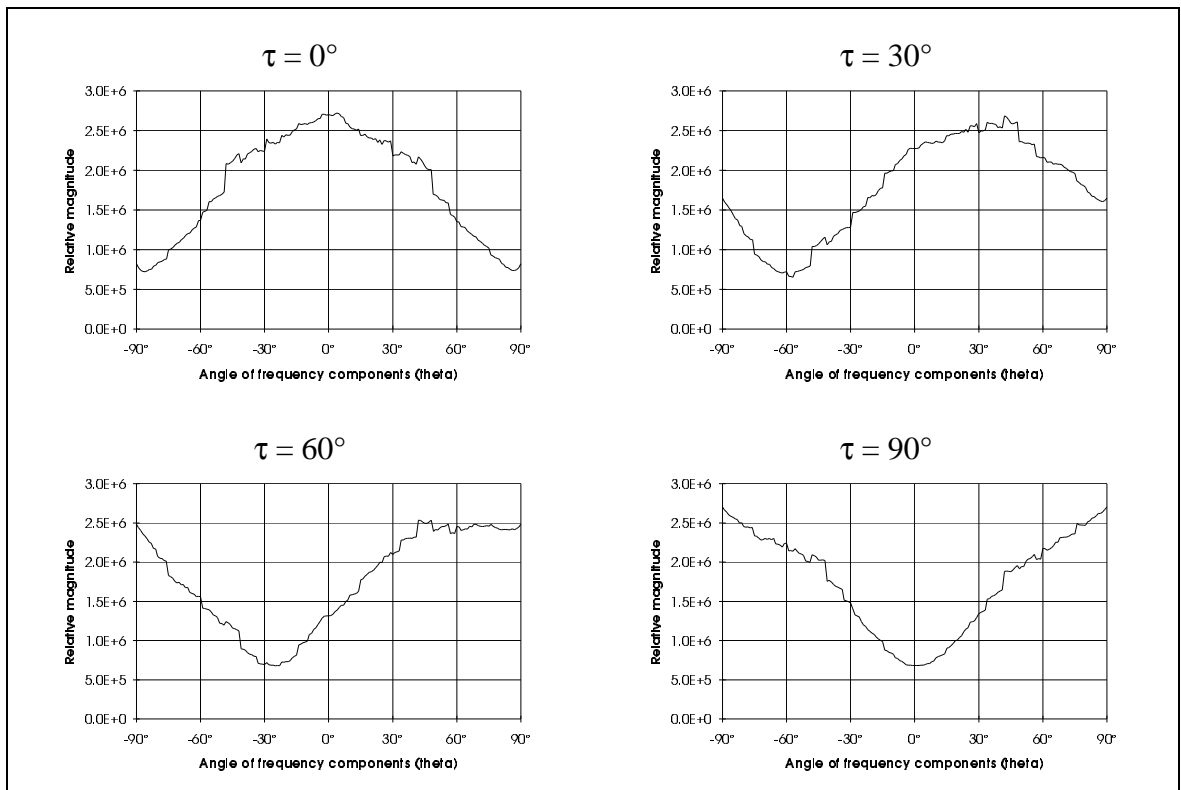 τ = 0°
3.0E+6
2.5E+6
2.0E+6
1.5E+6
1.0E+6
5.0E+5
0.0E+0
Relative magnitude
-90° -60° -30° 0° 30° 60° 90°
Angle of frequency components (theta)
τ = 30°
3.0E+6
2.5E+6
2.0E+6
1.5E+6
1.0E+6
5.0E+5
0.0E+0
Relative magnitude
-90° -60° -30° 0° 30° 60° 90°
Angle of frequency components (theta)
τ = 60°
3.0E+6
2.5E+6
2.0E+6
1.5E+6
1.0E+6
5.0E+5
0.0E+0
Relative magnitude
-90° -60° -30° 0° 30° 60° 90°
Angle of frequency components (theta)
τ = 90°
3.0E+6
2.5E+6
2.0E+6
1.5E+6
1.0E+6
5.0E+5
0.0E+0
Relative magnitude
-90° -60° -30° 0° 30° 60° 90°
Angle of frequency components (theta)